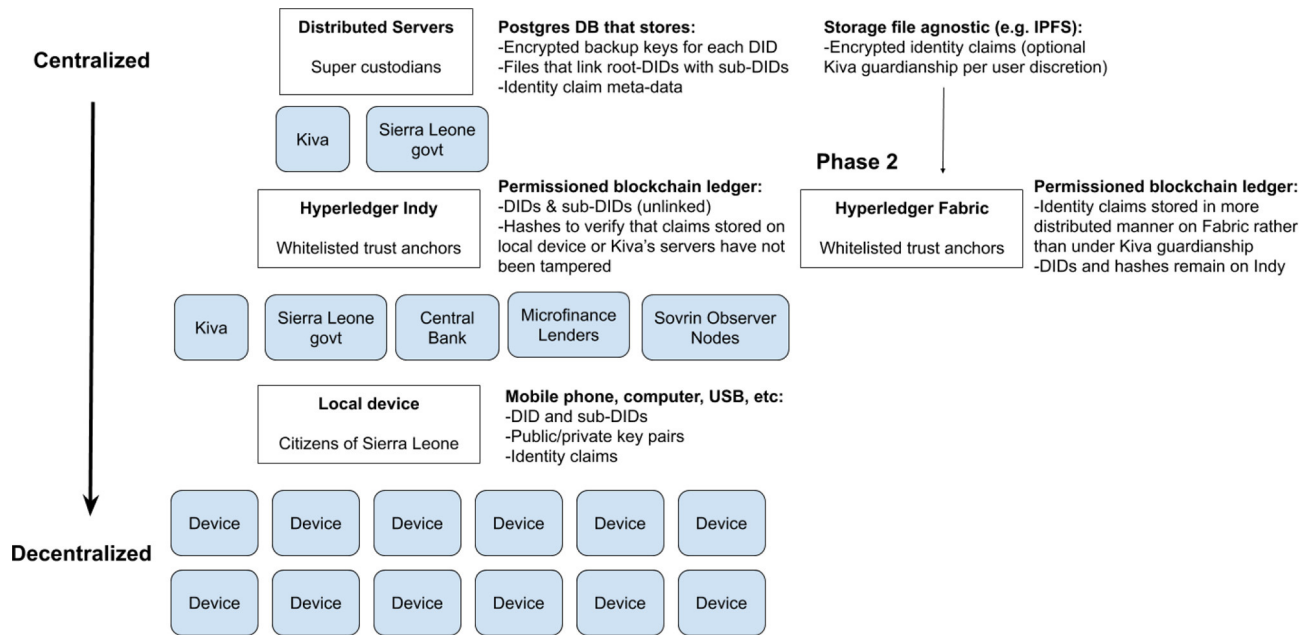 Centralized
Distributed Servers
Super custodians
Postgres DB that stores:
-Encrypted backup keys for each DID
-Files that link root-DIDs with sub-DIDs
-Identity claim meta-data
Storage file agnostic (e.g. IPFS):
-Encrypted identity claims (optional
Kiva guardianship per user discretion)
Kiva
Sierra Leone
govt
Phase 2
Hyperledger Indy
Whitelisted trust anchors
Permissioned blockchain ledger:
-DIDs & sub-DIDs (unlinked)
-Hashes to verify that claims stored on
local device or Kiva's servers have not
been tampered
Hyperledger Fabric
Whitelisted trust anchors
Permissioned blockchain ledger:
-Identity claims stored in more
distributed manner on Fabric rather
than under Kiva guardianship
-DIDs and hashes remain on Indy
Kiva
Sierra Leone
govt
Central
Bank
Microfinance
Lenders
Sovrin Observer
Nodes
Local device
Citizens of Sierra Leone
Mobile phone, computer, USB, etc:
-DID and sub-DIDs
-Public/private key pairs
-Identity claims
Device
Device
Device
Device
Device
Device
Decentralized
Device
Device
Device
Device
Device
Device